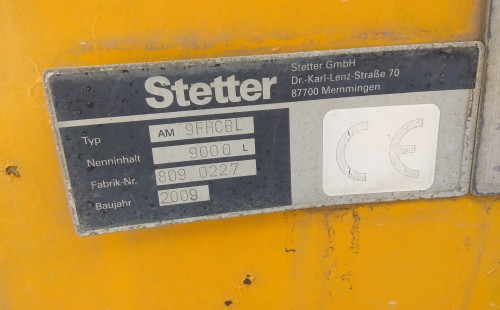 Stetter
Stetter GmbH
Dr.-Karl-Lenz-Straße 70
87700 Memmingen
Typ AM 9FHCBL
Nenninhalt 9000 L
Fabrik-Nr. 809 0227
Baujahr 2009
CE